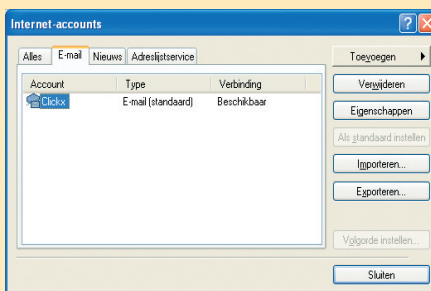 Internet-accounts
Alles E-mail Nieuws Adreslijstservice
Account Type Verbinding
Clickx E-mail (standaard) Beschikbaar
Toevoegen
Verwijderen
Eigenschappen
Als standaard instellen
Importeren...
Exporteren...
Volgorde instellen...
Sluiten